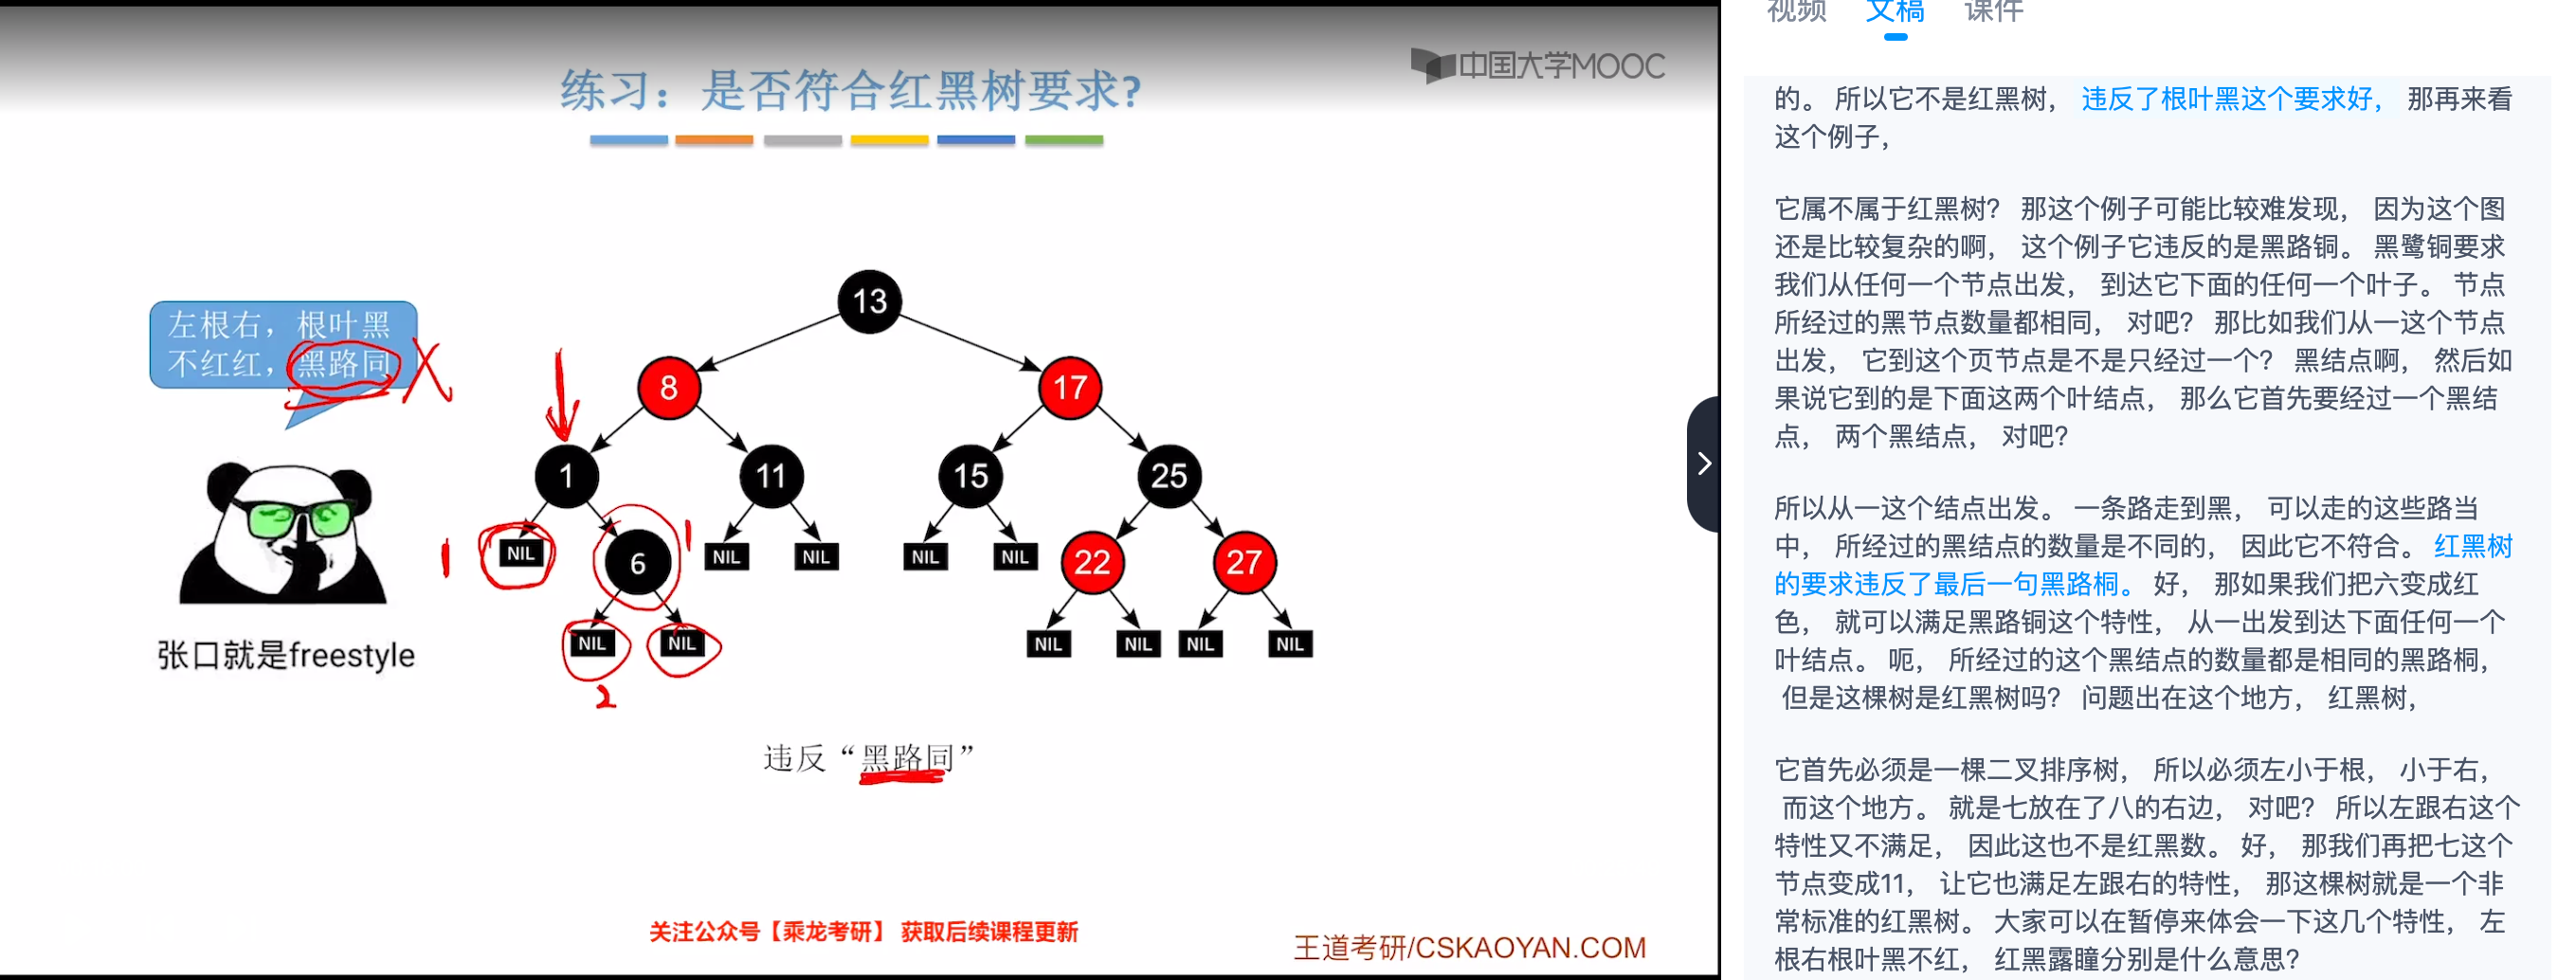 练习：是否符合红黑树要求?
中国大学MOOC
左根右，根叶黑
不红红，黑路同
张口就是freestyle
13
8
17
1
11
15
25
1
NIL
6
1
NIL
NIL
NIL
NIL
22
27
NIL
NIL
NIL
NIL
NIL
NIL
2
违反“黑路同”
关注公众号【乘龙考研】 获取后续课程更新
王道考研/CSKAOYAN.COM
视频
文稿
课件
的。 所以它不是红黑树， 违反了根叶黑这个要求好， 那再来看
这个例子，
它属不属于红黑树？ 那这个例子可能比较难发现， 因为这个图
还是比较复杂的啊， 这个例子它违反的是黑路铜。 黑鹭铜要求
我们从任何一个节点出发， 到达它下面的任何一个叶子。 节点
所经过的黑节点数量都相同， 对吧？ 那比如我们从一这个节点
出发， 它到这个页节点是不是只经过一个？ 黑结点啊， 然后如
果说它到的是下面这两个叶结点， 那么它首先要经过一个黑结
点， 两个黑结点， 对吧？
所以从一这个结点出发。 一条路走到黑， 可以走的这些路当
中， 所经过的黑结点的数量是不同的， 因此它不符合。 红黑树
的要求违反了最后一句黑路桐。 好， 那如果我们把六变成红
色， 就可以满足黑路铜这个特性， 从一出发到达下面任何一个
叶结点。 呃， 所经过的这个黑结点的数量都是相同的黑路桐，
但是这棵树是红黑树吗？ 问题出在这个地方， 红黑树，
它首先必须是一棵二叉排序树， 所以必须左小于根， 小于右，
而这个地方。 就是七放在了八的右边， 对吧？ 所以左跟右这个
特性又不满足， 因此这也不是红黑数。 好， 那我们再把七这个
节点变成11， 让它也满足左跟右的特性， 那这棵树就是一个非
常标准的红黑树。 大家可以在暂停来体会一下这几个特性， 左
根右根叶黑不红， 红黑露瞳分别是什么意思？